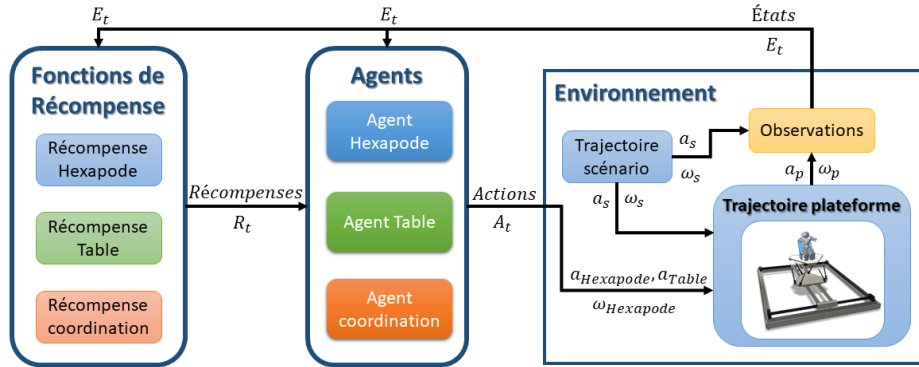 E_t
E_t
États
E_t
Fonctions de
Récompense
Récompense
Hexapode
Récompense
Table
Récompense
coordination
Récompenses
R_t
Agents
Agent
Hexapode
Agent Table
Agent
coordination
Actions
A_t
Environnement
Trajectoire
scénario
a_s
ω_s
Observations
a_s ω_s
a_p ω_p
Trajectoire plateforme
a_Hexapode, a_Table
ω_Hexapode